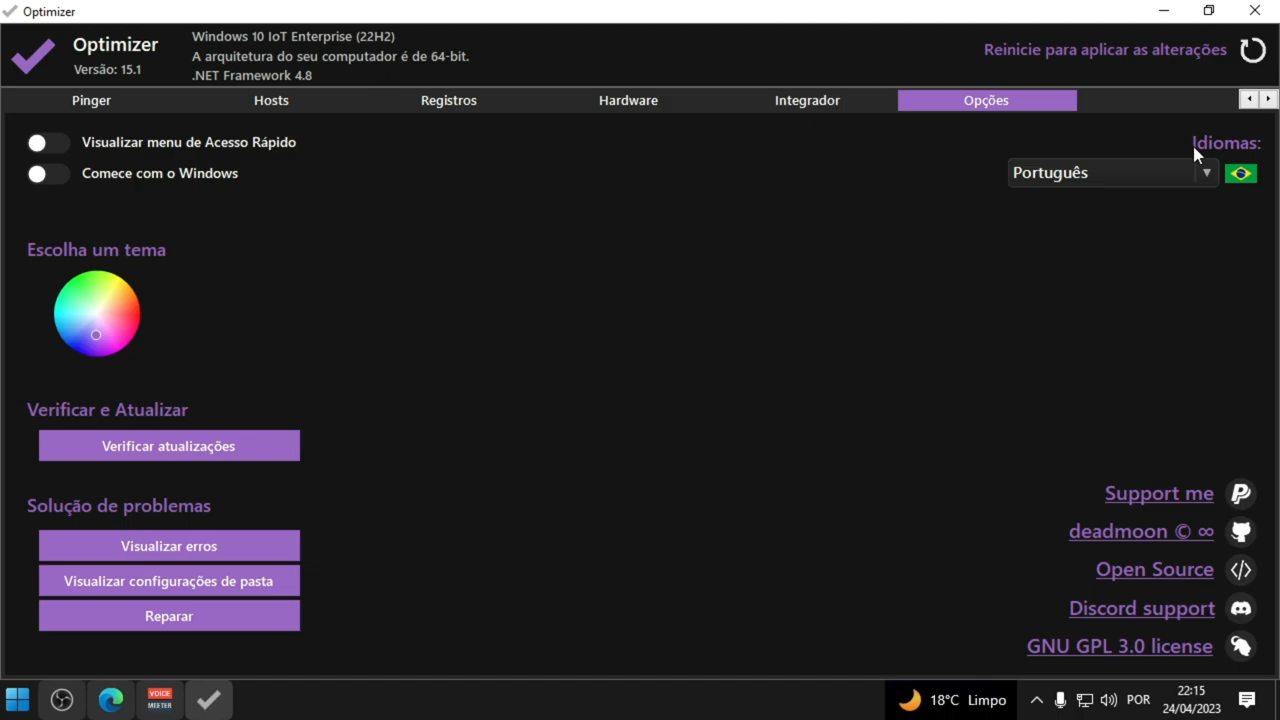 Optimizer
Optimizer
Versão: 15.1
Windows 10 IoT Enterprise (22H2)
A arquitetura do seu computador é de 64-bit.
.NET Framework 4.8
Reinicie para aplicar as alterações
Pinger
Hosts
Registros
Hardware
Integrador
Opções
Visualizar menu de Acesso Rápido
Comece com o Windows
Idiomas:
Português
Escolha um tema
Verificar e Atualizar
Verificar atualizações
Solução de problemas
Visualizar erros
Visualizar configurações de pasta
Reparar
Support me
deadmoon © ∞
Open Source
Discord support
GNU GPL 3.0 license
VOICE
MEETER
18°C Limpo
POR
22:15
24/04/2023